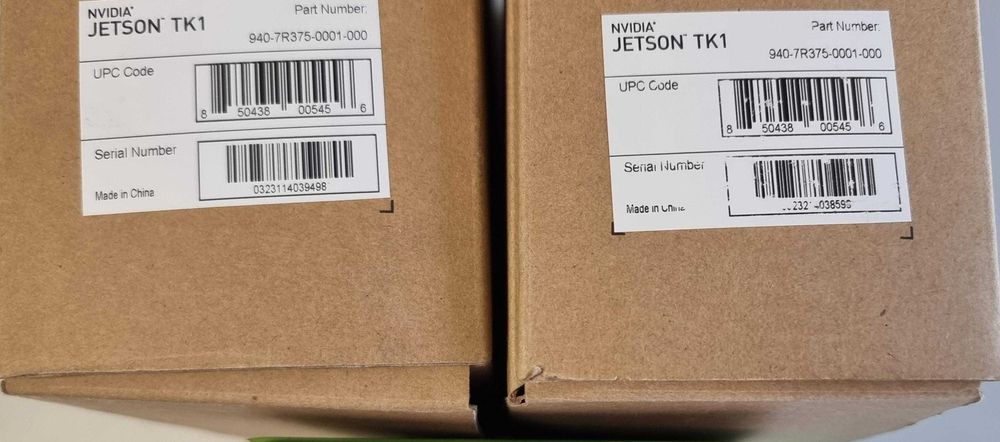 NVIDIA
JETSON™ TK1
Part Number:
940-7R375-0001-000
UPC Code
8 50438 00545 6
Serial Number
0323114039498
Made in China
NVIDIA
JETSON™ TK1
Part Number:
940-7R375-0001-000
UPC Code
8 50438 00545 6
Serial Number
Made in China